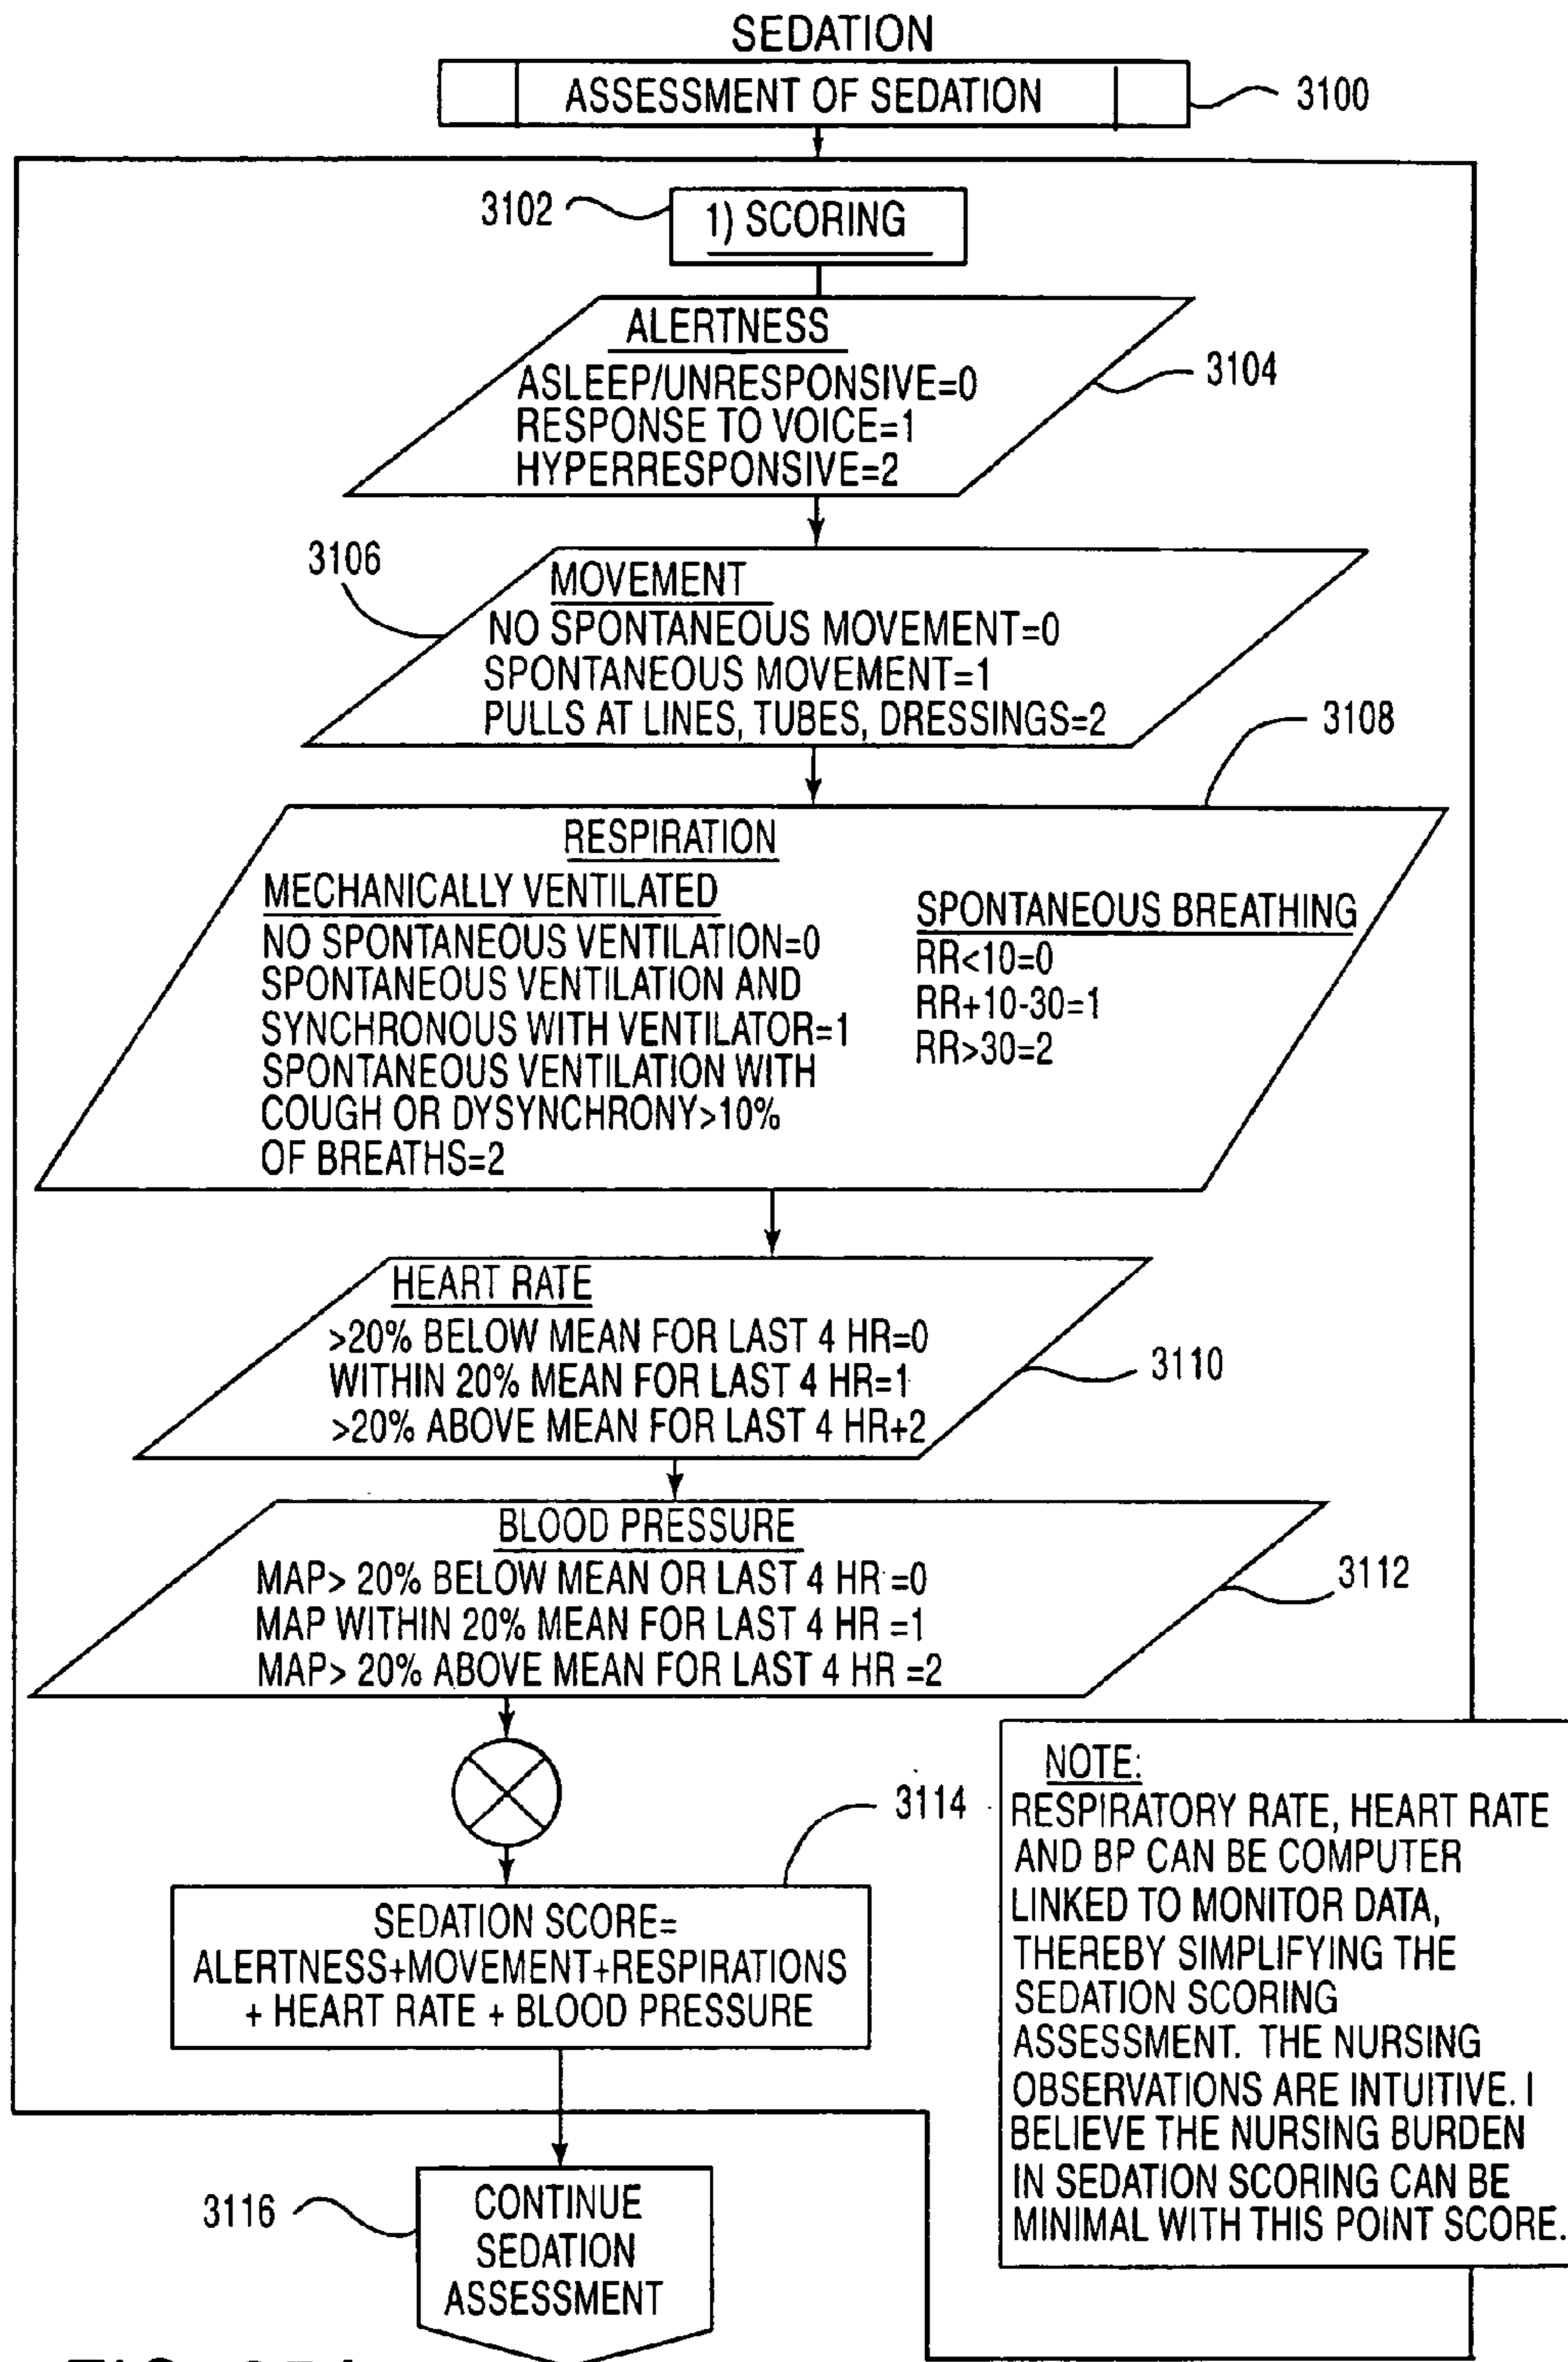 SEDATION
ASSESSMENT OF SEDATION
3100
3102
1) SCORING
ALERTNESS
ASLEEP/UNRESPONSIVE=0
RESPONSE TO VOICE=1
HYPERRESPONSIVE=2
3104
3106
MOVEMENT
NO SPONTANEOUS MOVEMENT=0
SPONTANEOUS MOVEMENT=1
PULLS AT LINES, TUBES, DRESSINGS=2
3108
RESPIRATION
MECHANICALLY VENTILATED
NO SPONTANEOUS VENTILATION=0
SPONTANEOUS VENTILATION AND
SYNCHRONOUS WITH VENTILATOR=1
SPONTANEOUS VENTILATION WITH
COUGH OR DYSYNCHRONY>10%
OF BREATHS=2
SPONTANEOUS BREATHING
RR<10=0
RR+10-30=1
RR>30=2
HEART RATE
>20% BELOW MEAN FOR LAST 4 HR=0
WITHIN 20% MEAN FOR LAST 4 HR=1
>20% ABOVE MEAN FOR LAST 4 HR+2
3110
BLOOD PRESSURE
MAP> 20% BELOW MEAN OR LAST 4 HR =0
MAP WITHIN 20% MEAN FOR LAST 4 HR =1
MAP> 20% ABOVE MEAN FOR LAST 4 HR =2
3112
3114
SEDATION SCORE=
ALERTNESS+MOVEMENT+RESPIRATIONS
+ HEART RATE + BLOOD PRESSURE
NOTE:
RESPIRATORY RATE, HEART RATE
AND BP CAN BE COMPUTER
LINKED TO MONITOR DATA,
THEREBY SIMPLIFYING THE
SEDATION SCORING
ASSESSMENT. THE NURSING
OBSERVATIONS ARE INTUITIVE. I
BELIEVE THE NURSING BURDEN
IN SEDATION SCORING CAN BE
MINIMAL WITH THIS POINT SCORE.
3116
CONTINUE
SEDATION
ASSESSMENT